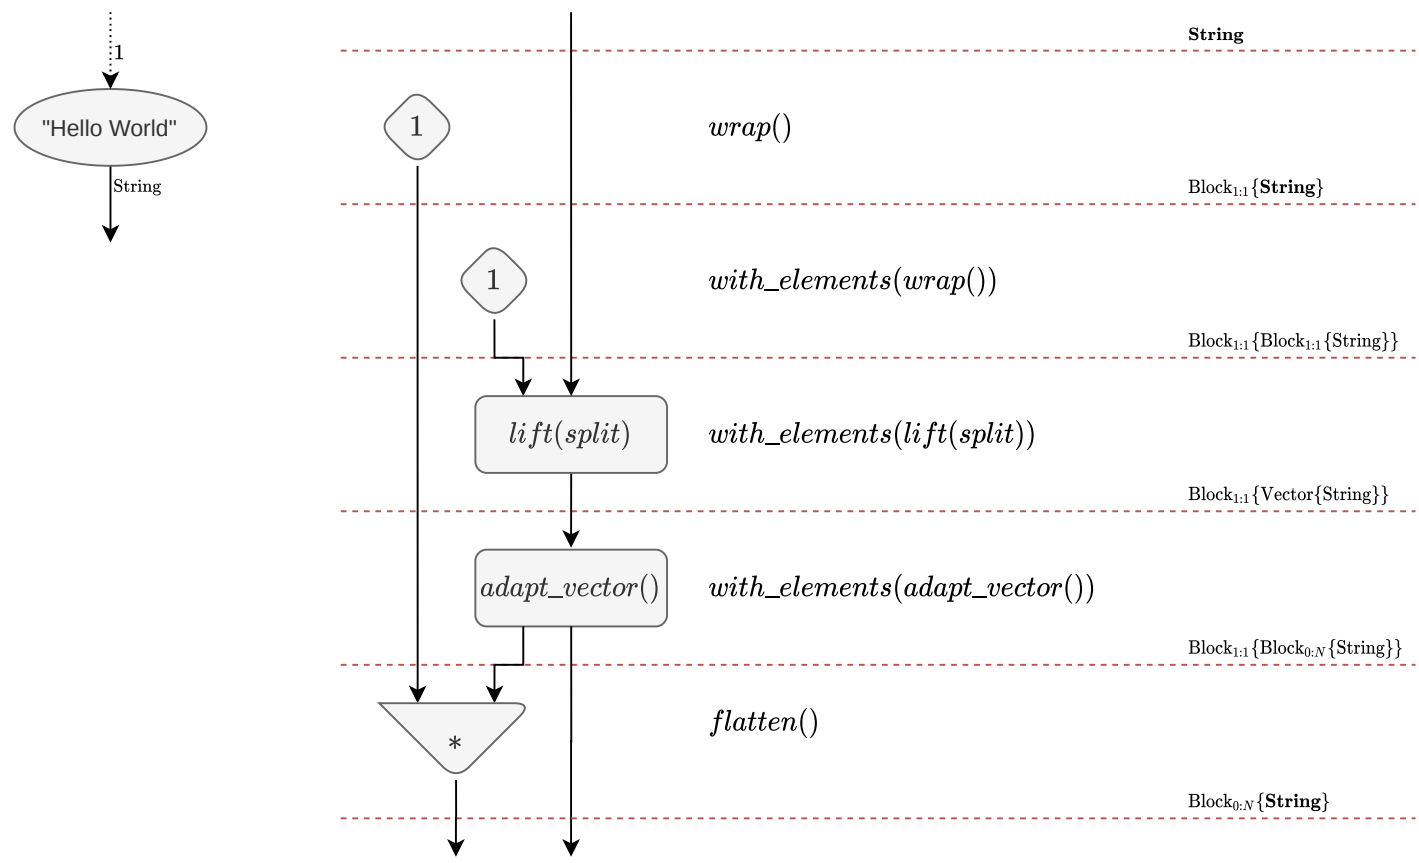 String
1
"Hello World"
1
wrap()
String
Block1:1{String}
1
with_elements(wrap())
Block1:1{Block1:1{String}}
lift(split)
with_elements(lift(split))
Block1:1{Vector{String}}
adapt_vector()
with_elements(adapt_vector())
Block1:1{Block0:N{String}}
*
flatten()
Block0:N{String}